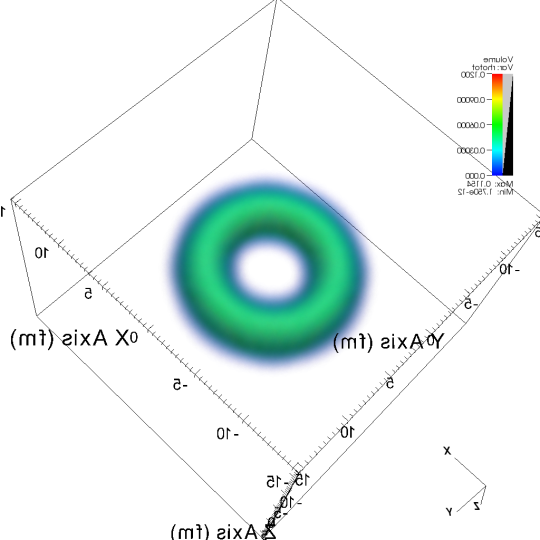 Volume
Var: rhotot
0.1200
0.09000
0.06000
0.03000
0.000
Max: 0.1154
Min: 1.750e-12
1
10
5
X Axis (fm)
0
-5
-10
-15
-10
-5
Y Axis (fm)
0
5
10
15
-10
-5
Z Axis (fm)
X
Y
Z